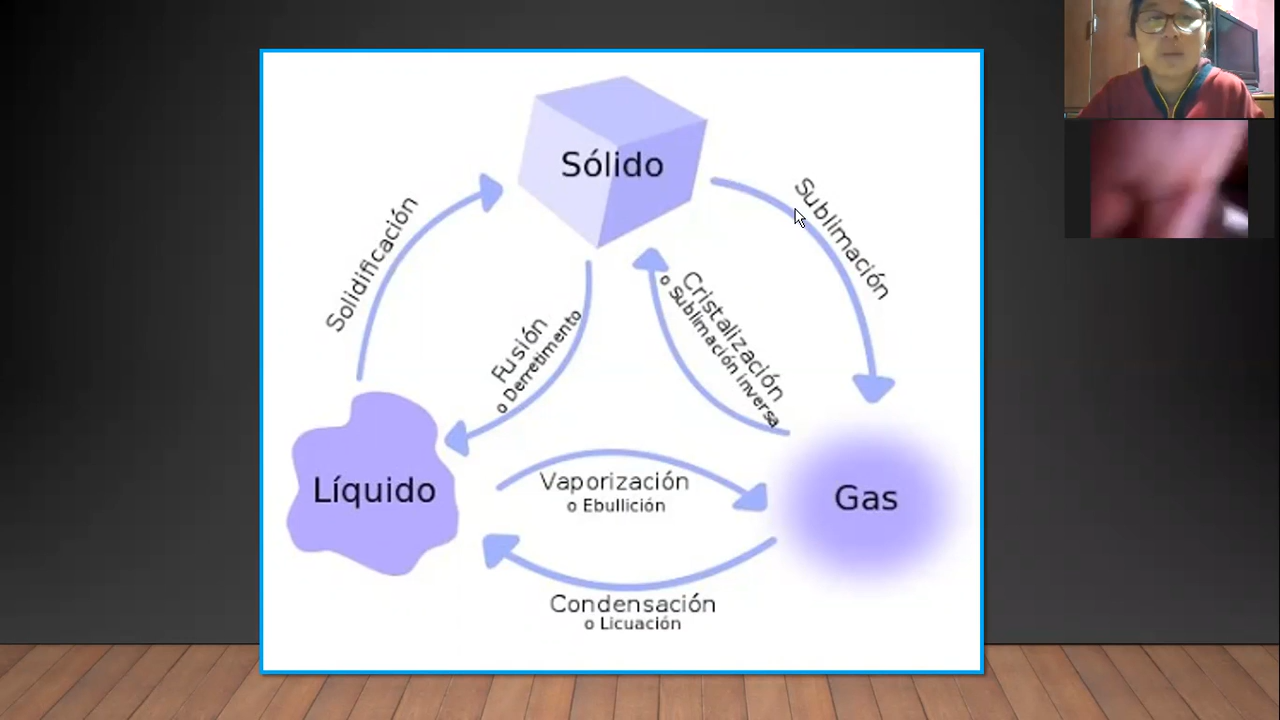 Sólido
Solidificación
Sublimación
Fusión
o Derretimento
Cristalización
o Sublimación inversa
Líquido
Vaporización
o Ebullición
Gas
Condensación
o Licuación